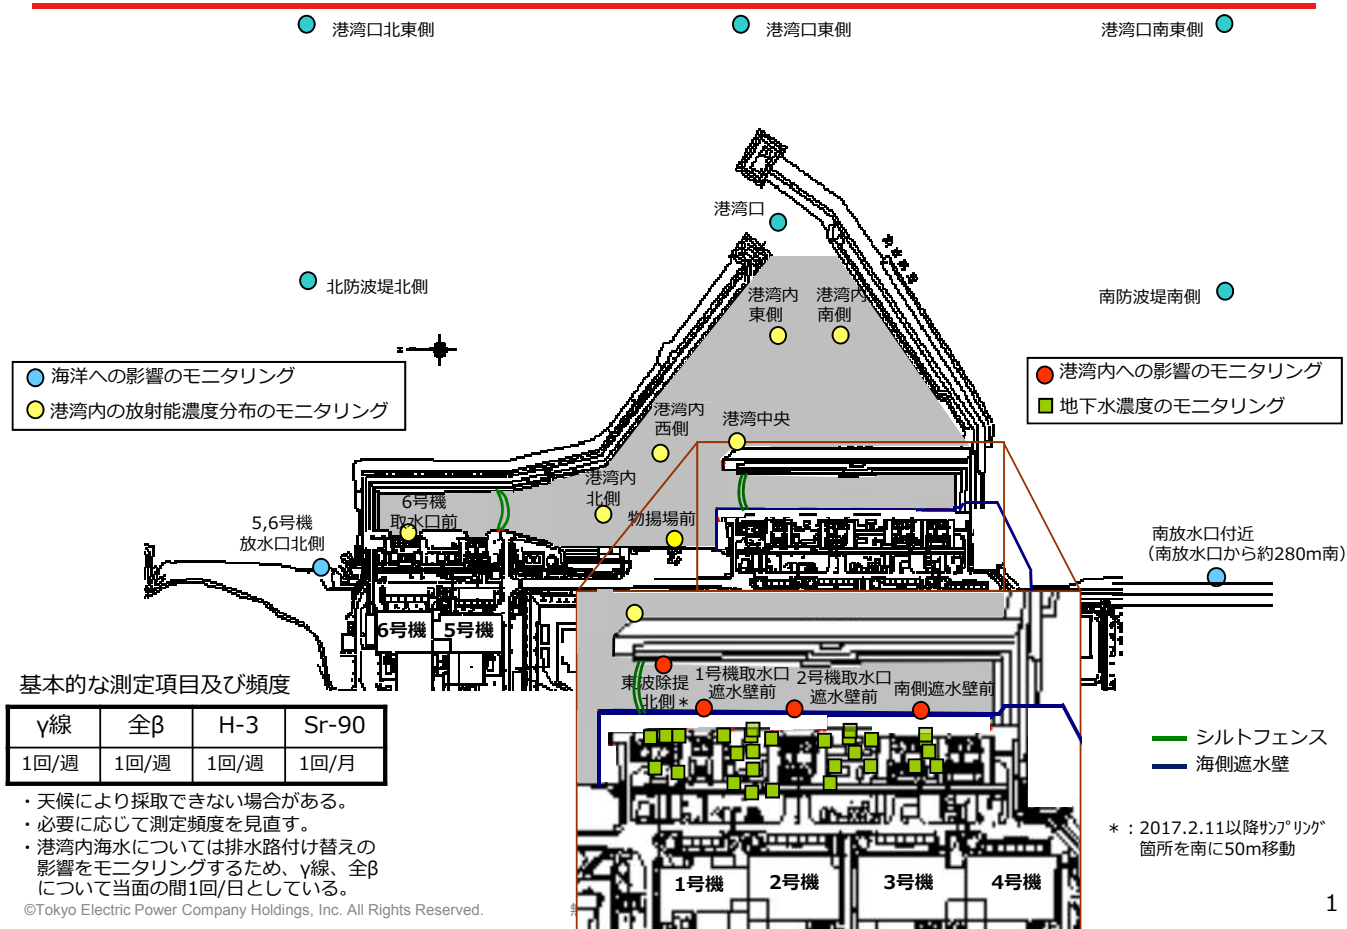 港湾口北東側
港湾口東側
港湾口南東側
港湾口
北防波堤北側
港湾内
東側
港湾内
南側
南防波堤南側
海洋への影響のモニタリング
港湾内の放射能濃度分布のモニタリング
港湾内への影響のモニタリング
地下水濃度のモニタリング
港湾内
西側
港湾中央
港湾内
北側
6号機
取水口前
物揚場前
5,6号機
放水口北側
南放水口付近
(南放水口から約280m南)
6号機
5号機
東波除堤
北側*
1号機取水口
遮水壁前
2号機取水口
遮水壁前
南側遮水壁前
基本的な測定項目及び頻度
γ線 全β H-3 Sr-90
1回/週 1回/週 1回/週 1回/月
・天候により採取できない場合がある。
・必要に応じて測定頻度を見直す。
・港湾内海水については排水路付け替えの
影響をモニタリングするため、γ線、全β
について当面の間1回/日としている。
シルトフェンス
海側遮水壁
*:2017.2.11以降ｻﾝﾌﾟﾘﾝｸﾞ
箇所を南に50m移動
1号機
2号機
3号機
4号機
©Tokyo Electric Power Company Holdings, Inc. All Rights Reserved.
1